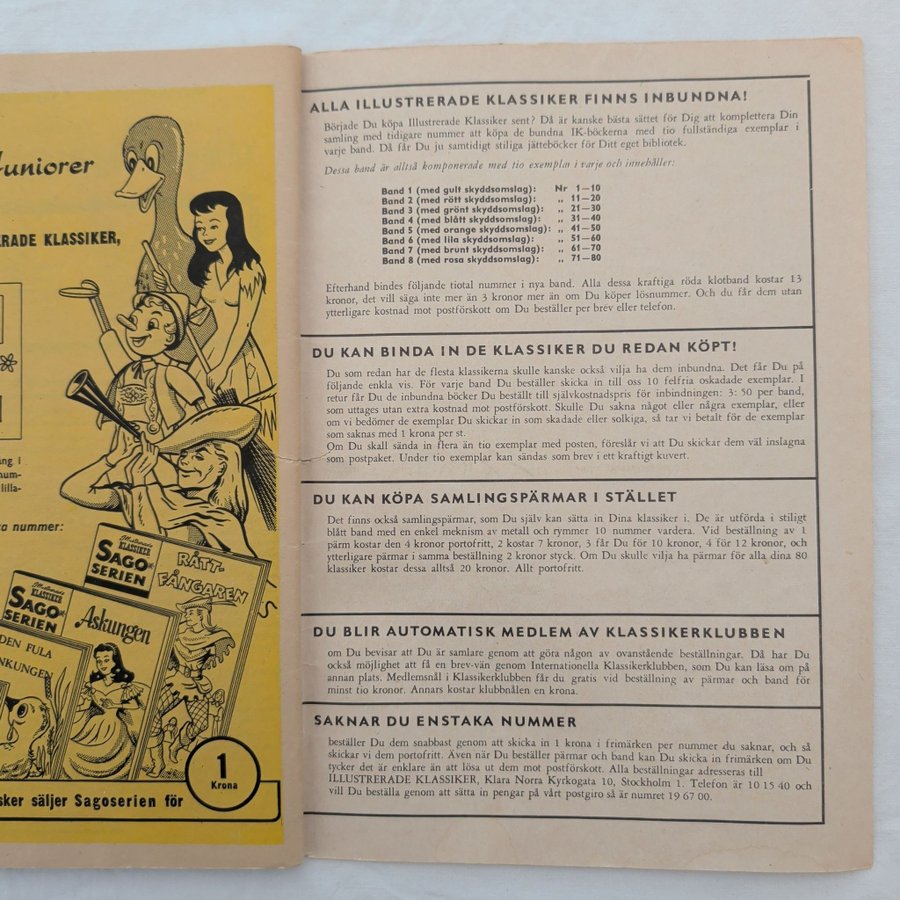 Juniorer
ERADE KLASSIKER,
ång i
num-
lilla-
ra nummer:
Illustrerade
KLASSIKER
SAGO-
SERIEN
RÅTT-
FÅNGAREN
Illustrerade
KLASSIKER
SAGO-
SERIEN
Askungen
DEN FULA
ANKUNGEN
1
Krona
sker säljer Sagoserien för
ALLA ILLUSTRERADE KLASSIKER FINNS INBUNDNA!
Började Du köpa Illustrerade Klassiker sent? Då är kanske bästa sättet för Dig att komplettera Din
samling med tidigare nummer att köpa de bundna IK-böckerna med tio fullständiga exemplar i
varje band. Då får Du ju samtidigt stiliga jätteböcker för Ditt eget bibliotek.
Dessa band är alltså komponerade med tio exemplar i varje och innehåller:
Band 1 (med gult skyddsomslag): Nr 1—10
Band 2 (med rött skyddsomslag): „ 11—20
Band 3 (med grönt skyddsomslag): „ 21—30
Band 4 (med blått skyddsomslag): „ 31—40
Band 5 (med orange skyddsomslag): „ 41—50
Band 6 (med lila skyddsomslag): „ 51—60
Band 7 (med brunt skyddsomslag): „ 61—70
Band 8 (med rosa skyddsomslag): „ 71—80
Efterhand bindes följande tiotal nummer i nya band. Alla dessa kraftiga röda klotband kostar 13
kronor, det vill säga inte mer än 3 kronor mer än om Du köper lösnummer. Och du får dem utan
ytterligare kostnad mot postförskott om Du beställer per brev eller telefon.
DU KAN BINDA IN DE KLASSIKER DU REDAN KÖPT!
Du som redan har de flesta klassikerna skulle kanske också vilja ha dem inbundna. Det får Du på
följande enkla vis. För varje band Du beställer skicka in till oss 10 felfria oskadade exemplar. I
retur får Du de inbundna böcker Du beställt till självkostnadspris för inbindningen: 3: 50 per band,
som uttages utan extra kostnad mot postförskott. Skulle Du sakna något eller några exemplar, eller
om vi bedömer de exemplar Du skickar in som skadade eller solkiga, så tar vi betalt för de exemplar
som saknas med 1 krona per st.
Om Du skall sända in flera än tio exemplar med posten, föreslår vi att Du skickar dem väl inslagna
som postpaket. Under tio exemplar kan sändas som brev i ett kraftigt kuvert.
DU KAN KÖPA SAMLINGSPÄRMAR I STÄLLET
Det finns också samlingspärmar, som Du själv kan sätta in Dina klassiker i. De är utförda i stiligt
blått band med en enkel meknism av metall och rymmer 10 nummer vardera. Vid beställning av 1
pärm kostar den 4 kronor portofritt, 2 kostar 7 kronor, 3 får Du för 10 kronor, 4 för 12 kronor, och
ytterligare pärmar i samma beställning 2 kronor styck. Om Du skulle vilja ha pärmar för alla dina 80
klassiker kostar dessa alltså 20 kronor. Allt portofritt.
DU BLIR AUTOMATISK MEDLEM AV KLASSIKERKLUBBEN
om Du bevisar att Du är samlare genom att göra någon av ovanstående beställningar. Då har Du
också möjlighet att få en brev-vän genom Internationella Klassikerklubben, som Du kan läsa om på
annan plats. Medlemsnål i Klassikerklubben får du gratis vid beställning av pärmar och band för
minst tio kronor. Annars kostar klubbnålen en krona.
SAKNAR DU ENSTAKA NUMMER
beställer Du dem snabbast genom att skicka in 1 krona i frimärken per nummer du saknar, och så
skickar vi dem portofritt. Även när Du beställer pärmar och band kan Du skicka in frimärken om Du
tycker det är enklare än att lösa ut dem mot postförskott. Alla beställningar adresseras till
ILLUSTRERADE KLASSIKER, Klara Norra Kyrkogata 10, Stockholm 1. Telefon är 10 15 40 och
vill Du beställa genom att sätta in pengar på vårt postgiro så är numret 19 67 00.